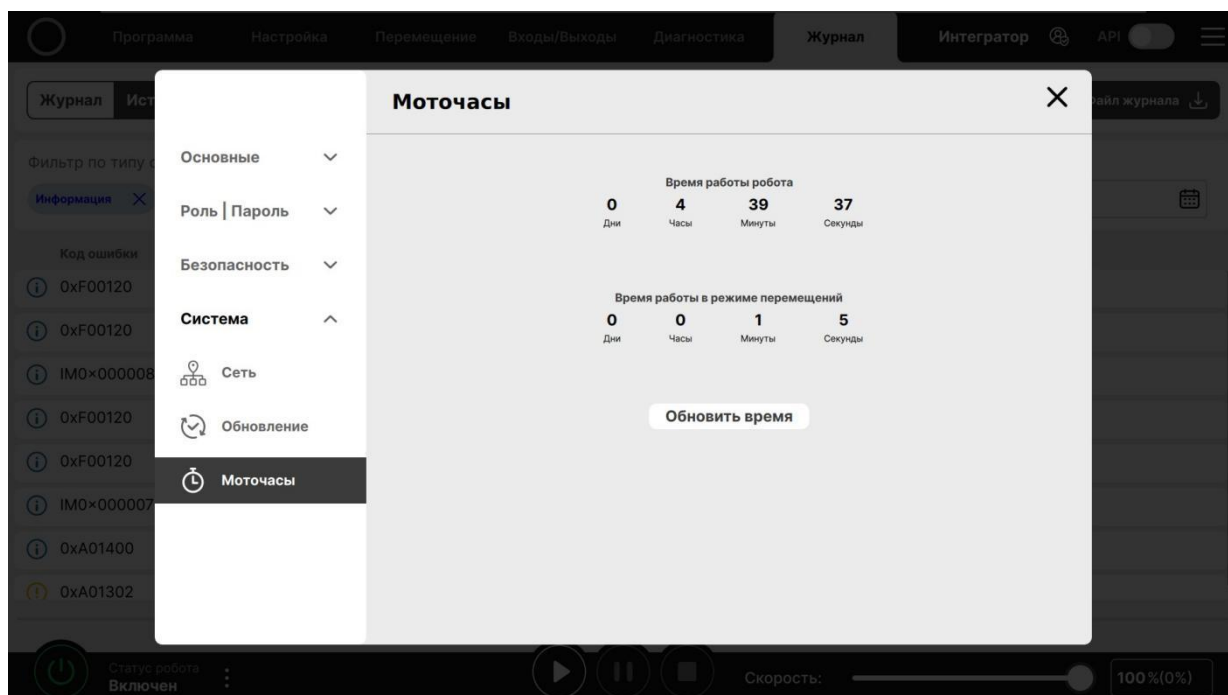 Программа Настройка Перемещение Входы/Выходы Диагностика Журнал Интегратор API
Журнал Ист
Моточасы
айл журнала
Фильтр по типу
Информация
Основные
Роль | Пароль
Безопасность
Система
Сеть
Обновление
Моточасы
Время работы робота
0 4 39 37
Дни Часы Минуты Секунды
Время работы в режиме перемещений
0 0 1 5
Дни Часы Минуты Секунды
Обновить время
Код ошибки
0xF00120
0xF00120
IM0×000008
0xF00120
0xF00120
IM0×000007
0xA01400
0xA01302
Статус робота
Включен
Скорость:
100%(0%)